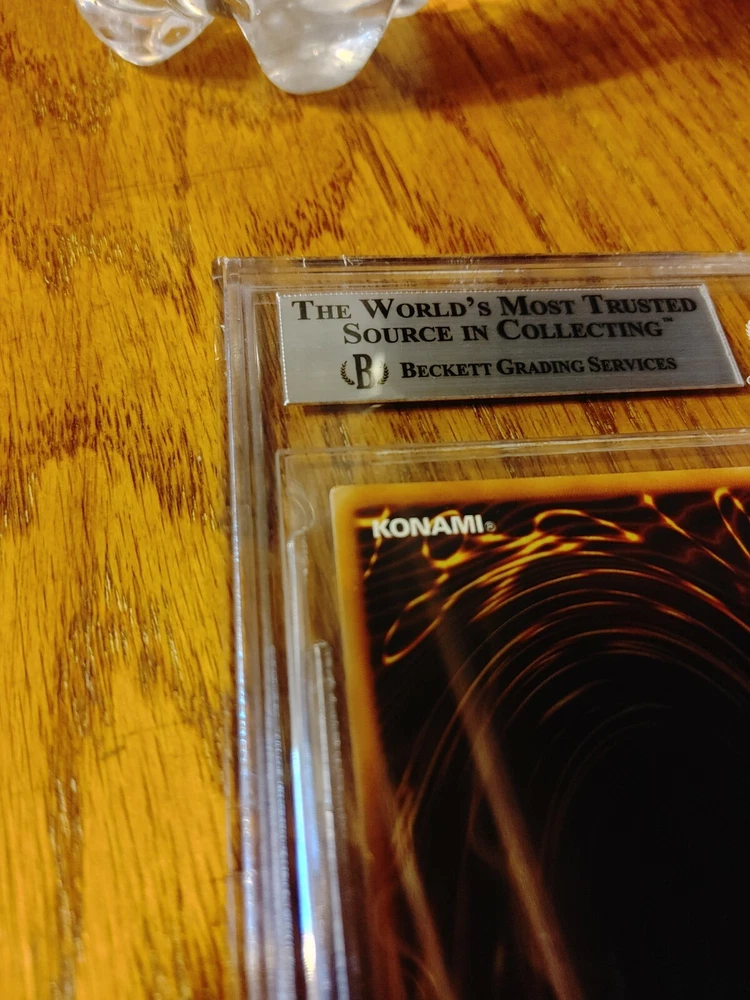 THE WORLD'S MOST TRUSTED
SOURCE IN COLLECTING™
B BECKETT GRADING SERVICES
KONAMI®